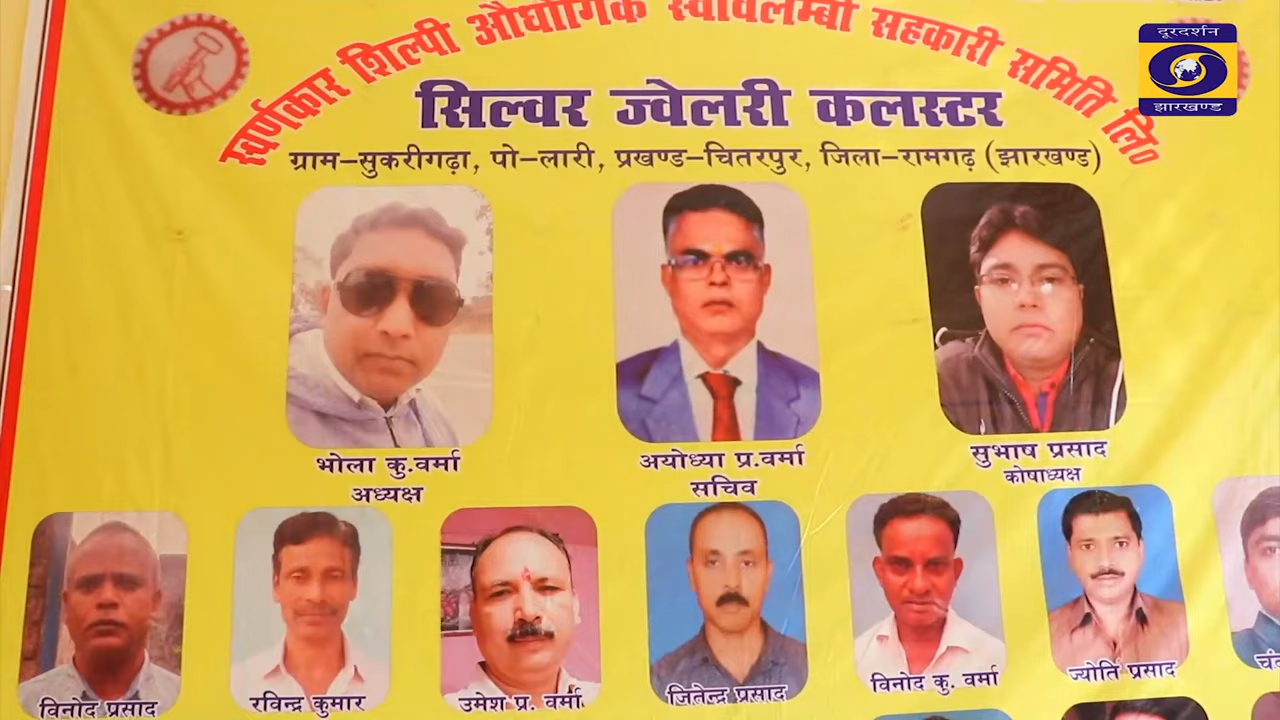 स्वर्णकार शिल्पी औद्योगिक स्वावलम्बी सहकारी समिति लि०
दूरदर्शन
झारखण्ड
सिल्वर ज्वेलरी कलस्टर
ग्राम-सुकरीगढ़ा, पो-लारी, प्रखण्ड-चितरपुर, जिला-रामगढ़ (झारखण्ड)
भोला कु.वर्मा
अध्यक्ष
अयोध्या प्र.वर्मा
सचिव
सुभाष प्रसाद
कोषाध्यक्ष
विनोद प्रसाद
रविन्द्र कुमार
उमेश प्र. वर्मा
जितेन्द्र प्रसाद
विनोद कु. वर्मा
ज्योति प्रसाद